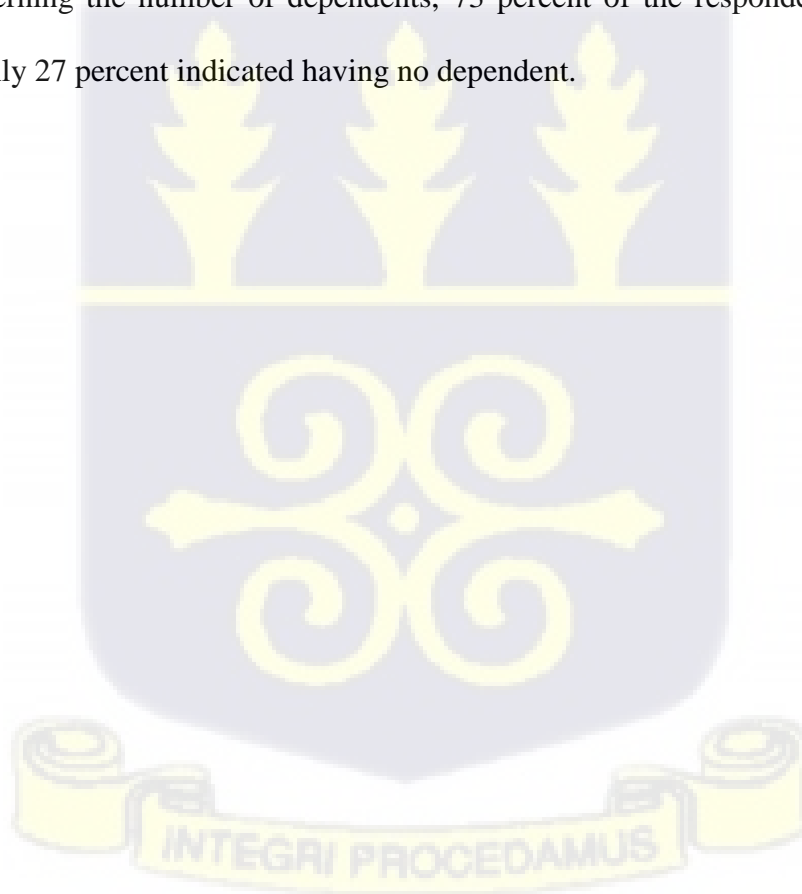 the number of dependents, 73 percent of the
27 percent indicated having no dependent.
INTEGRI PROCEDAMUS